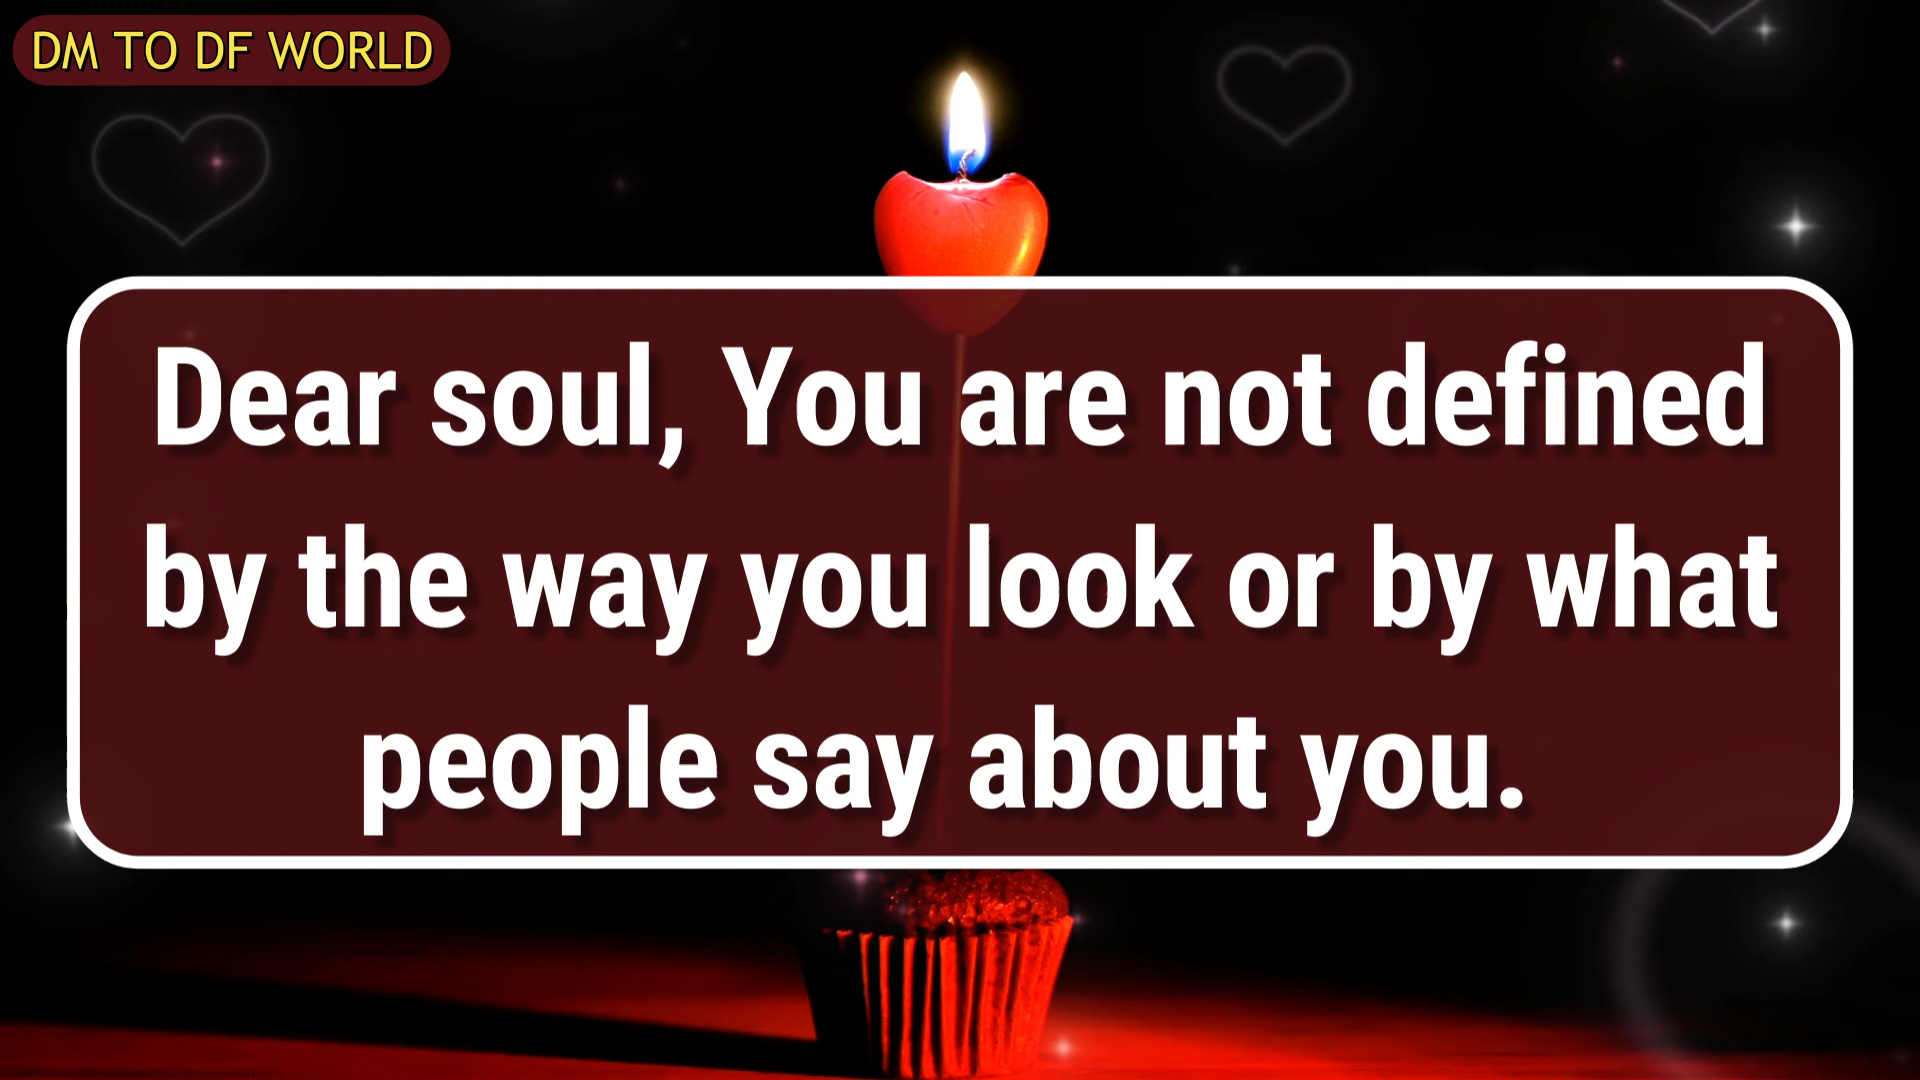 DM TO DF WORLD
Dear soul, You are not defined
by the way you look or by what
people say about you.